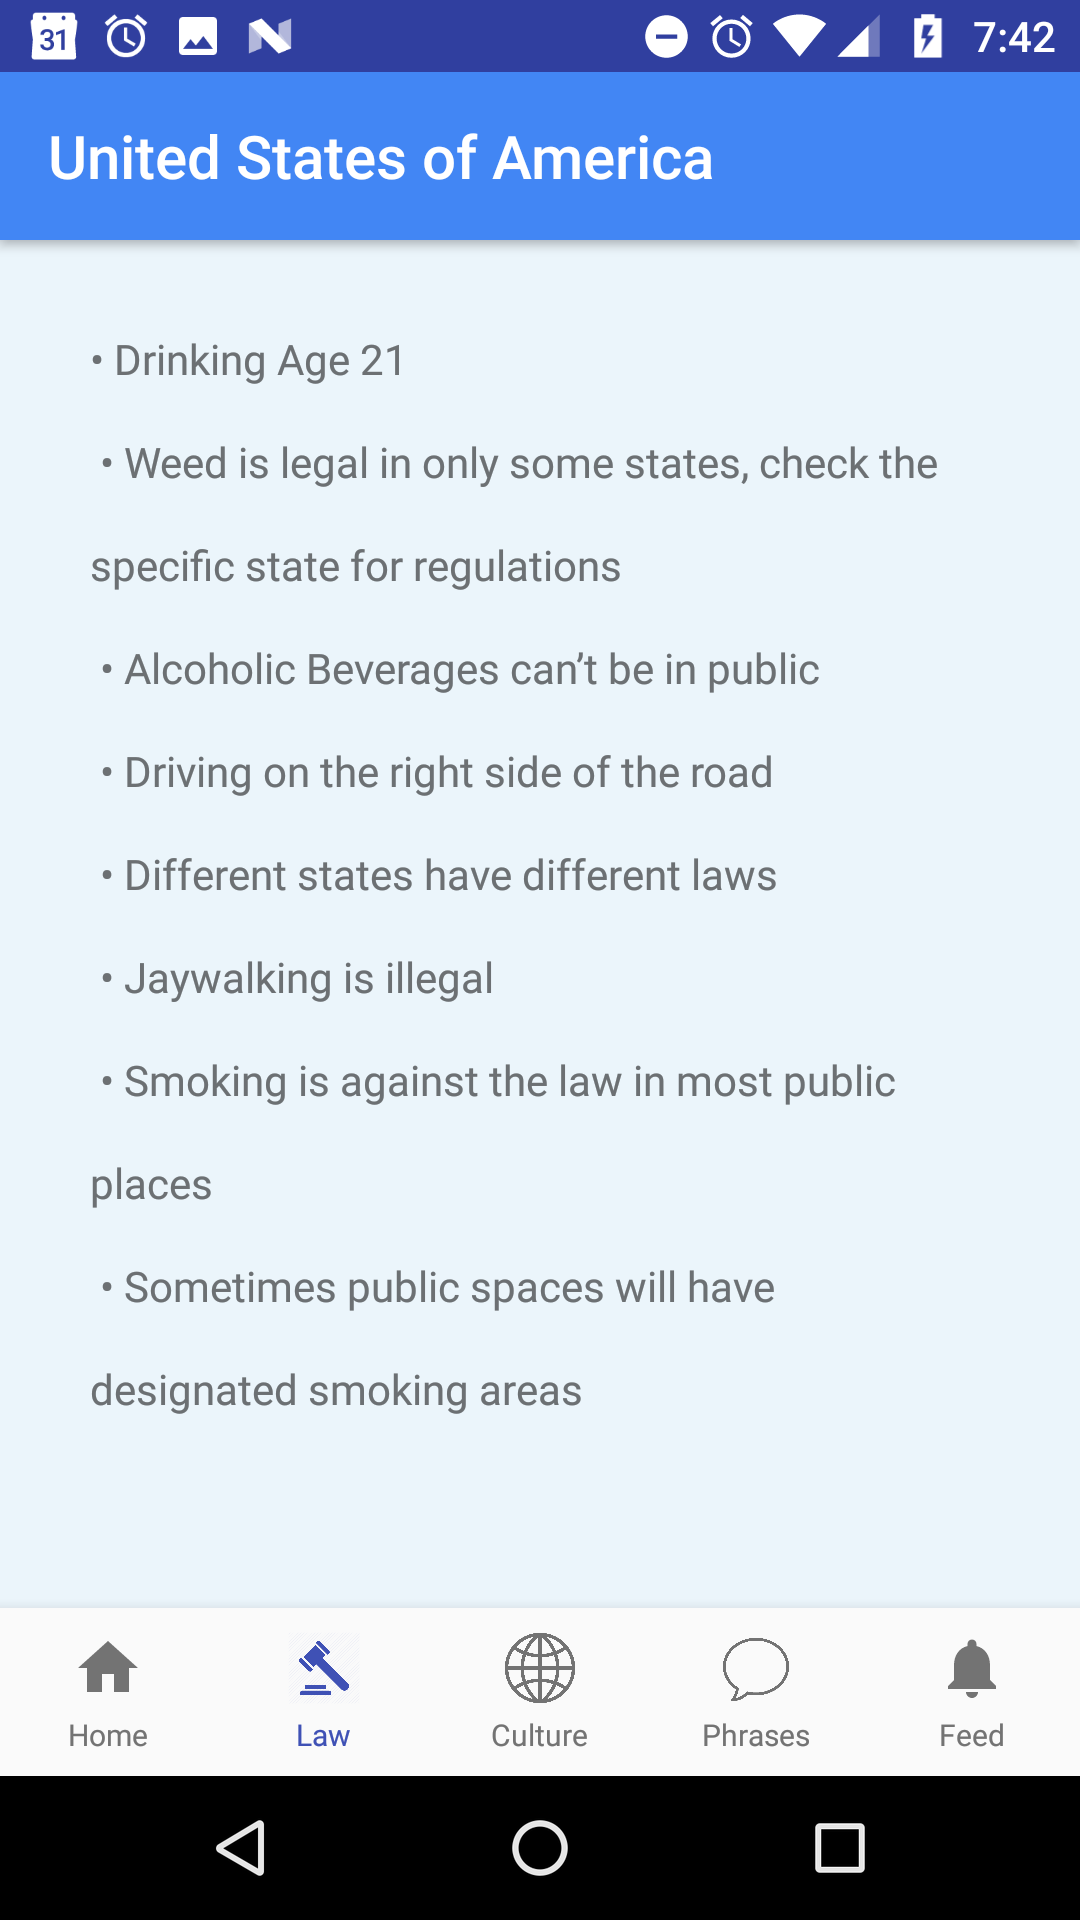 31
7:42
United States of America
• Drinking Age 21
• Weed is legal in only some states, check the
specific state for regulations
• Alcoholic Beverages can’t be in public
• Driving on the right side of the road
• Different states have different laws
• Jaywalking is illegal
• Smoking is against the law in most public
places
• Sometimes public spaces will have
designated smoking areas
Home Law Culture Phrases Feed